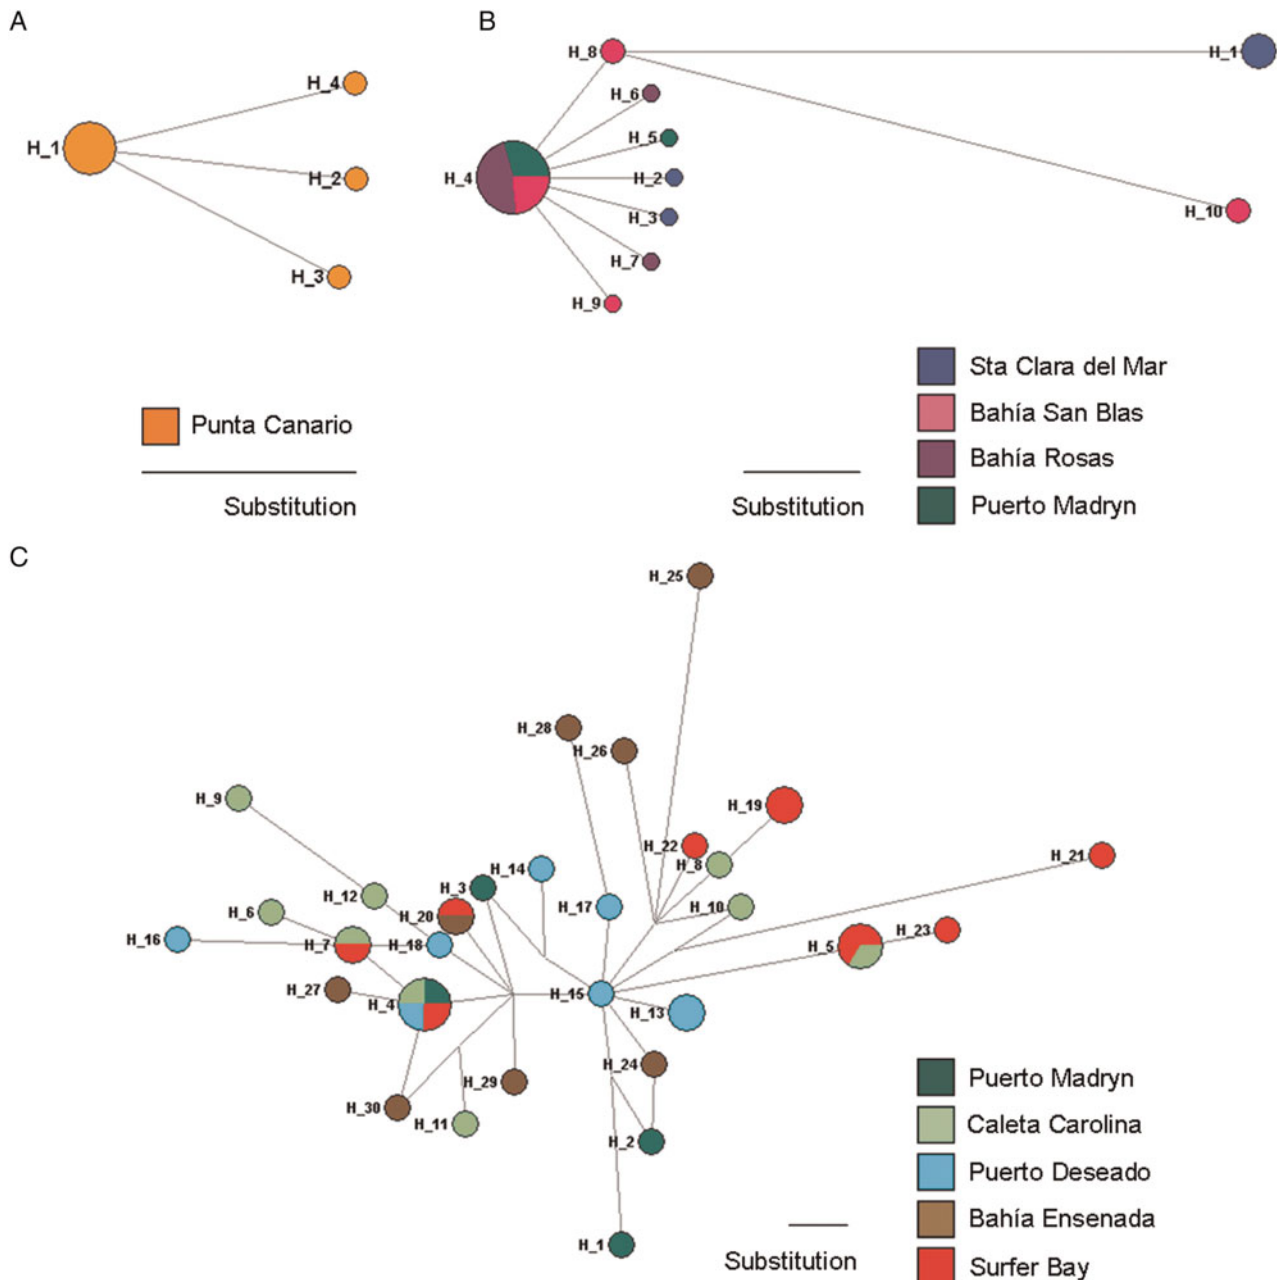 A
B
H_8
H_1
H_4
H_6
H_5
H_1
H_4
H_2
H_2
H_3
H_10
H_7
H_3
H_9
Sta Clara del Mar
Bahía San Blas
Punta Canario
Bahía Rosas
Substitution
Substitution
Puerto Madryn
C
H_25
H_28
H_26
H_9
H_19
H_22
H_21
H_8
H_14
H_3
H_12
H_17
H_10
H_6
H_20
H_23
H_16
H_7
H_18
H_5
H_27
H_4
H_15
H_13
H_24
H_29
H_30
H_11
H_2
H_1
Puerto Madryn
Caleta Carolina
Puerto Deseado
Bahía Ensenada
Substitution
Surfer Bay